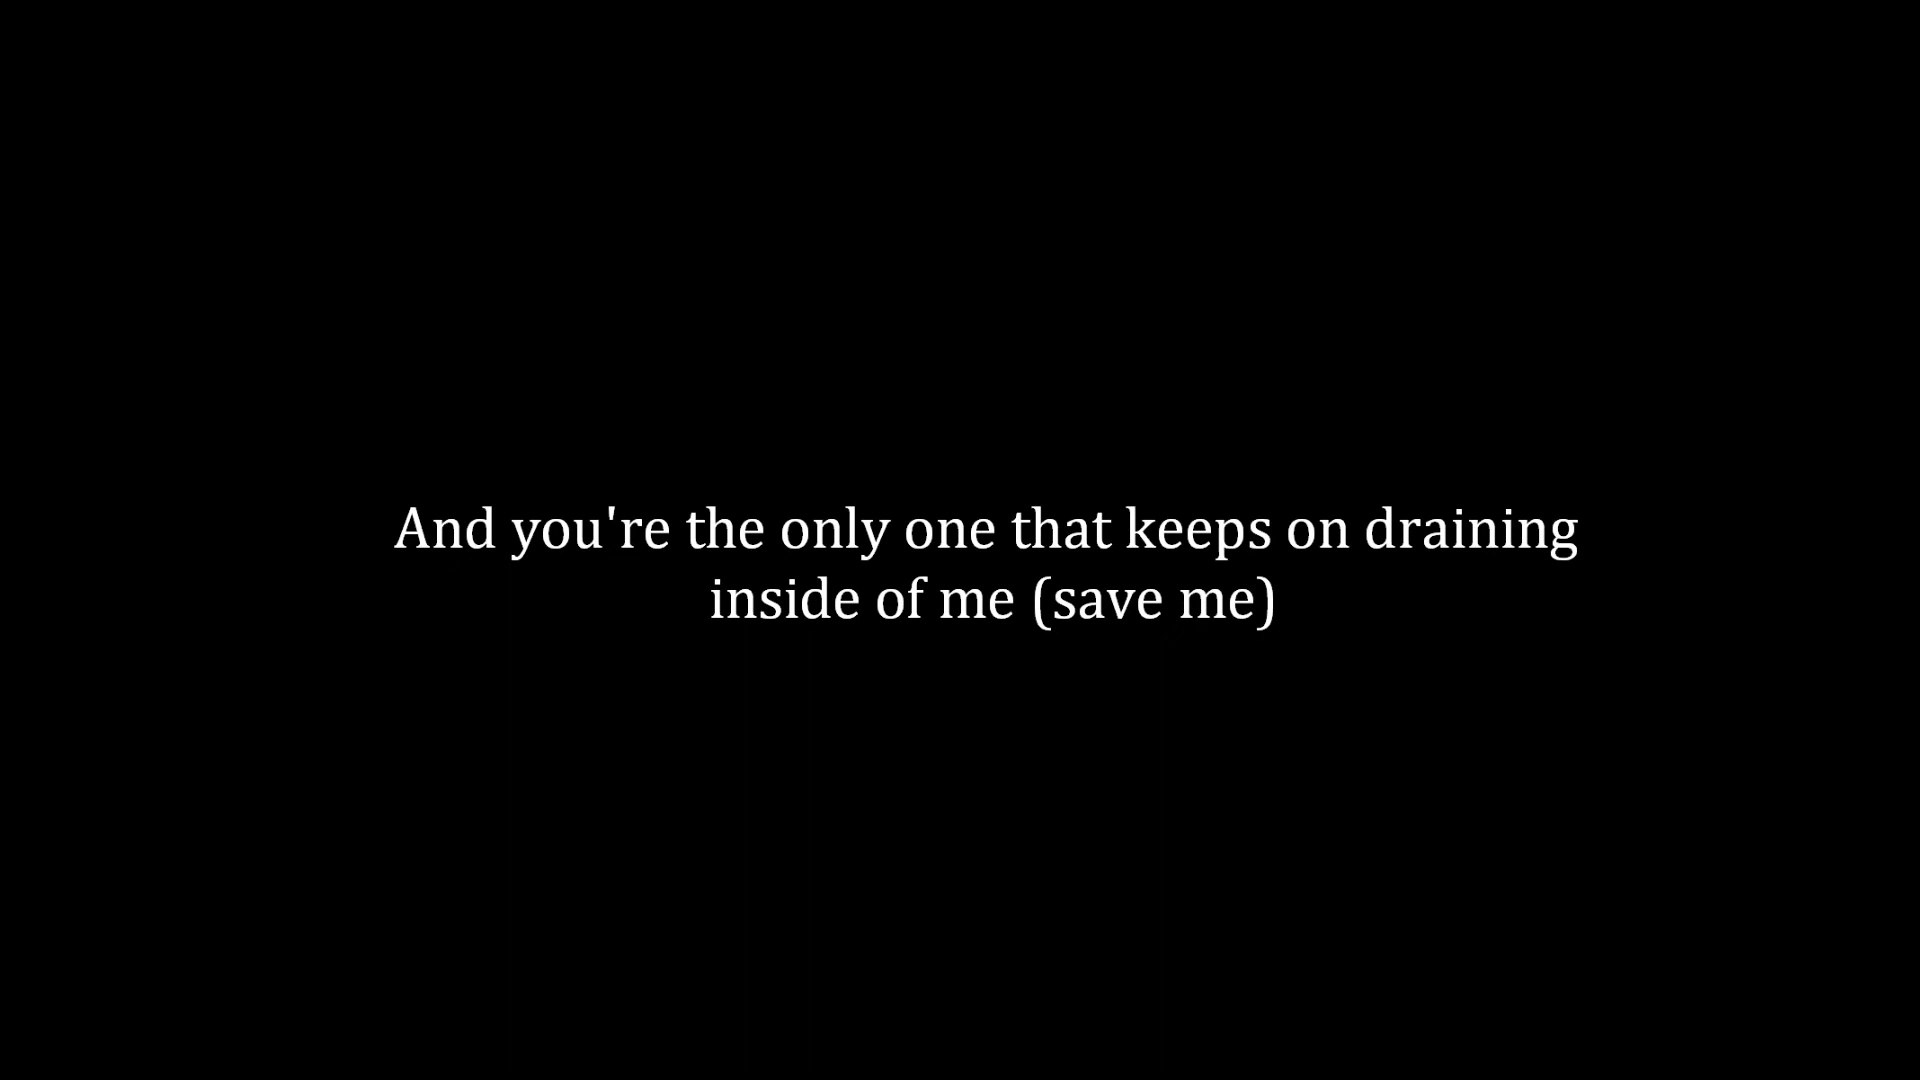 And you're the only one that keeps on draining
inside of me (save me)